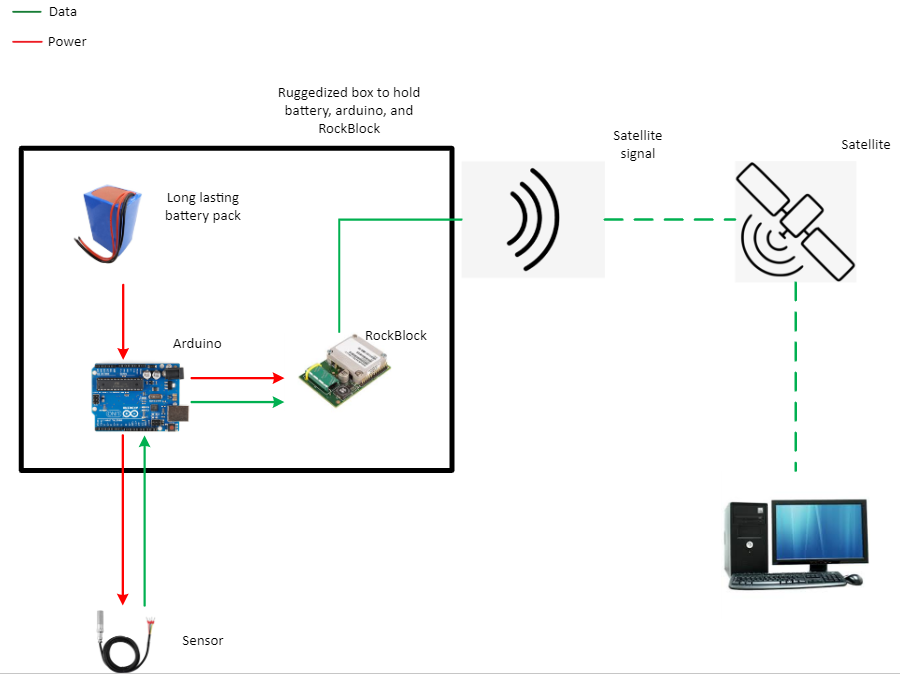 Data
Power
Ruggedized box to hold
battery, arduino, and
RockBlock
Satellite
signal
Satellite
Long lasting
battery pack
Arduino
RockBlock
Sensor